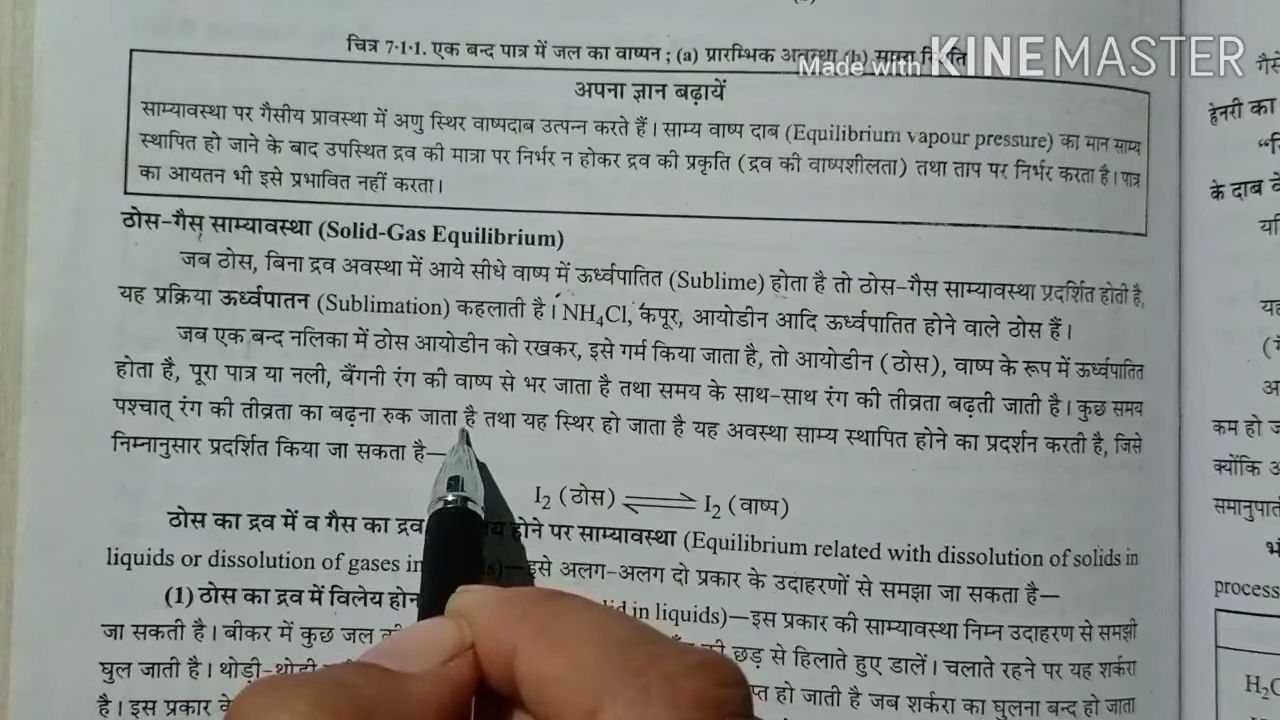 चित्र 7·1·1. एक बन्द पात्र में जल का वाष्पन ; (a) प्रारम्भिक अवस्था (b)
Made with KINEMASTER
अपना ज्ञान बढ़ायें
साम्यावस्था पर गैसीय प्रावस्था में अणु स्थिर वाष्पदाब उत्पन्न करते हैं। साम्य वाष्प दाब (Equilibrium vapour pressure) का मान साम्य
स्थापित हो जाने के बाद उपस्थित द्रव की मात्रा पर निर्भर न होकर द्रव की प्रकृति (द्रव की वाष्पशीलता) तथा ताप पर निर्भर करता है। पात्र
का आयतन भी इसे प्रभावित नहीं करता।
ठोस-गैस साम्यावस्था (Solid-Gas Equilibrium)
जब ठोस, बिना द्रव अवस्था में आये सीधे वाष्प में ऊर्ध्वपातित (Sublime) होता है तो ठोस-गैस साम्यावस्था प्रदर्शित होती है,
यह प्रक्रिया ऊर्ध्वपातन (Sublimation) कहलाती है। NH₄Cl, कपूर, आयोडीन आदि ऊर्ध्वपातित होने वाले ठोस हैं।
जब एक बन्द नलिका में ठोस आयोडीन को रखकर, इसे गर्म किया जाता है, तो आयोडीन (ठोस), वाष्प के रूप में ऊर्ध्वपातित
होता है, पूरा पात्र या नली, बैंगनी रंग की वाष्प से भर जाता है तथा समय के साथ-साथ रंग की तीव्रता बढ़ती जाती है। कुछ समय
पश्चात् रंग की तीव्रता का बढ़ना रुक जाता है तथा यह स्थिर हो जाता है यह अवस्था साम्य स्थापित होने का प्रदर्शन करती है, जिसे
निम्नानुसार प्रदर्शित किया जा सकता है—
I₂ (ठोस) ⇌ I₂ (वाष्प)
ठोस का द्रव में व गैस का द्रव होने पर साम्यावस्था (Equilibrium related with dissolution of solids in
liquids or dissolution of gases in —इसे अलग-अलग दो प्रकार के उदाहरणों से समझा जा सकता है—
(1) ठोस का द्रव में विलेय in liquids)—इस प्रकार की साम्यावस्था निम्न उदाहरण से समझी
जा सकती है। बीकर में कुछ जल की छड़ से हिलाते हुए डालें। चलाते रहने पर यह शर्करा
घुल जाती है। थोड़ी-थोड़ी हो जाती है जब शर्करा का घुलना बन्द हो जाता
है। इस प्रकार
हेनरी का
के दाब
कम हो
क्योंकि
process